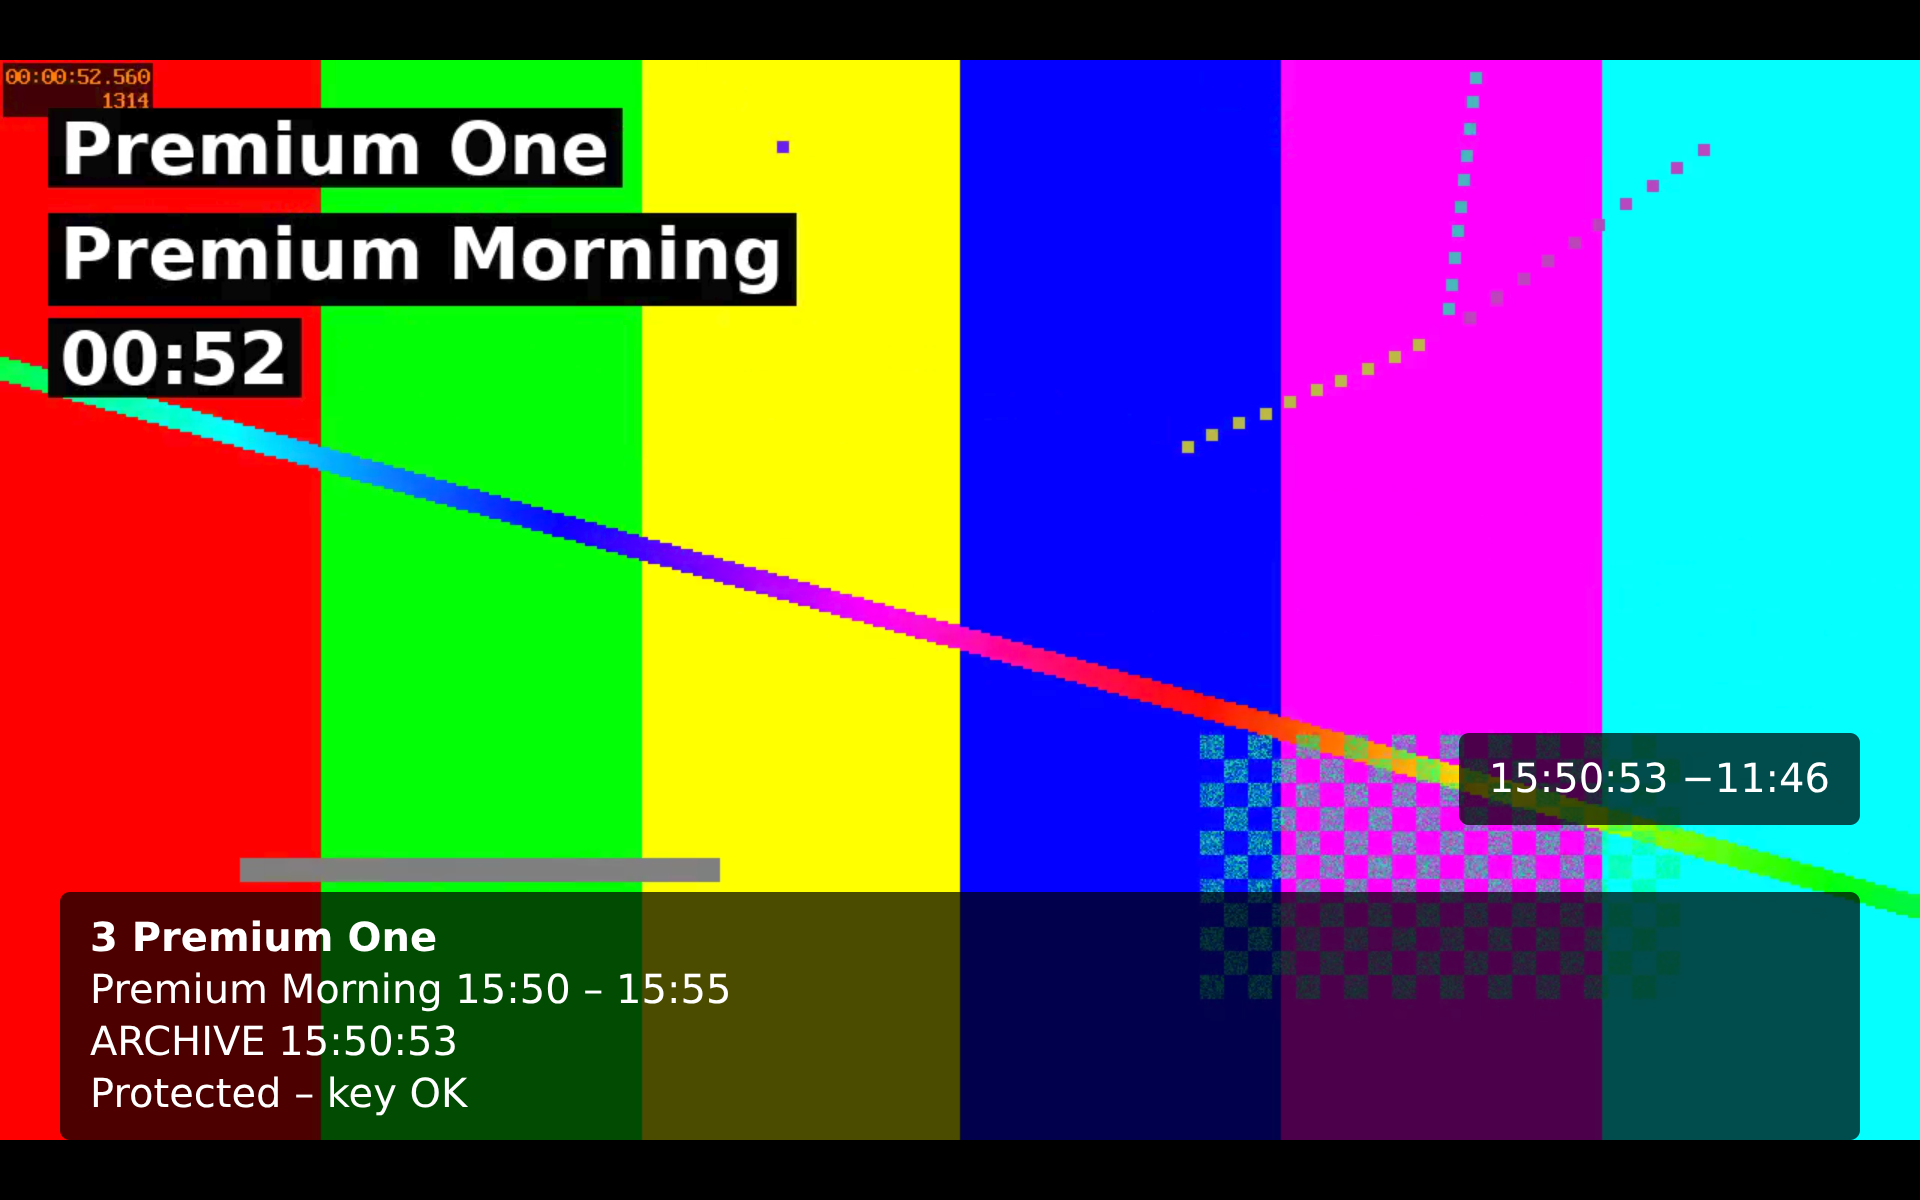 00:00:52.560
1314
Premium One
Premium Morning
00:52
15:50:53 −11:46
3 Premium One
Premium Morning 15:50 – 15:55
ARCHIVE 15:50:53
Protected – key OK